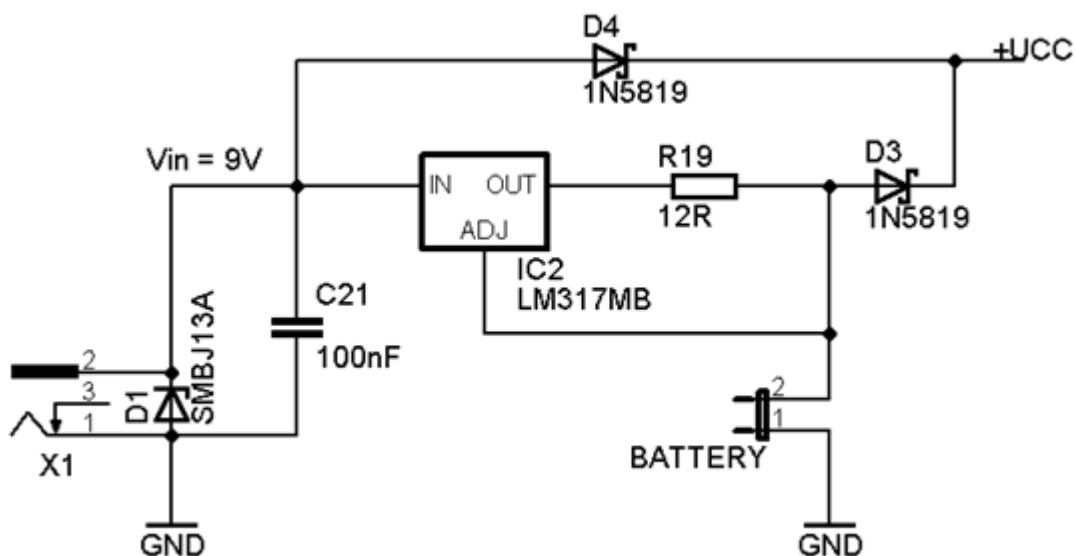 D4
1N5819
+UCC
Vin = 9V
IN OUT
ADJ
R19
12R
D3
1N5819
IC2
LM317MB
C21
100nF
SMBJ13A
D1
2
3
1
X1
2
1
BATTERY
GND
GND